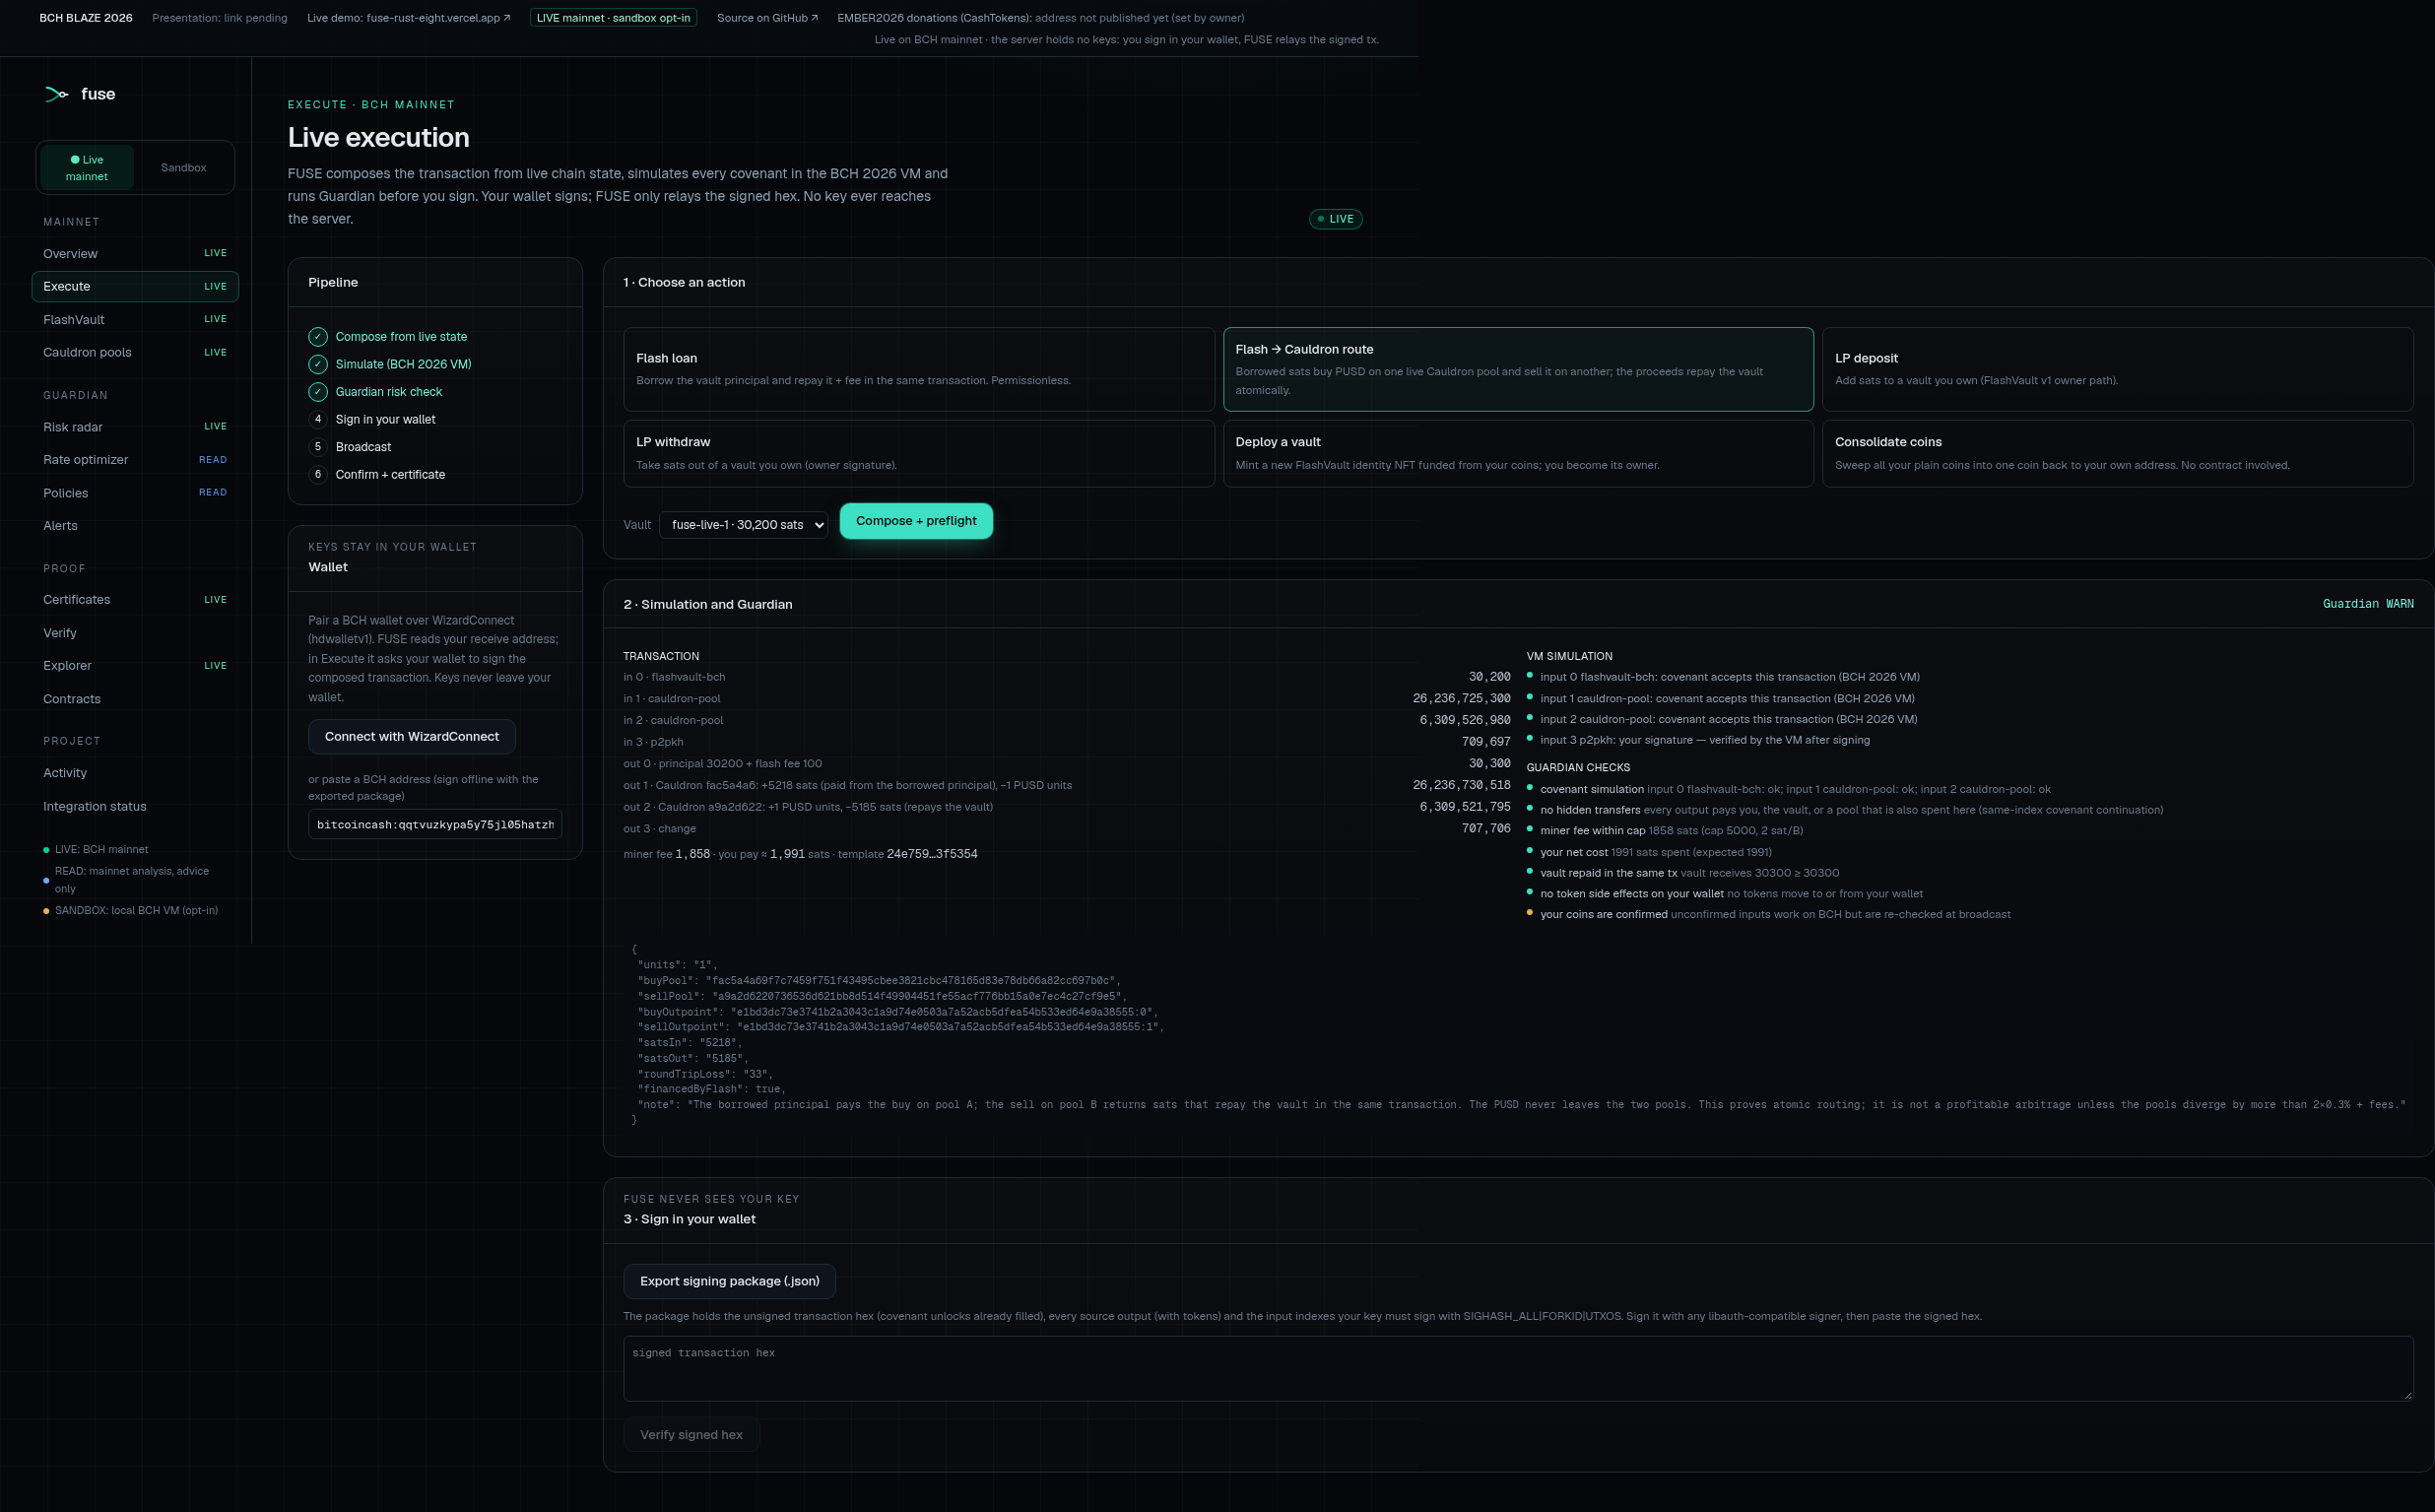 BCH BLAZE 2026
Presentation: link pending
Live demo: fuse-rust-eight.vercel.app ↗
LIVE mainnet · sandbox opt-in
Source on GitHub ↗
EMBER2026 donations (CashTokens): address not published yet (set by owner)
Live on BCH mainnet · the server holds no keys: you sign in your wallet, FUSE relays the signed tx.
fuse
Live mainnet
Sandbox
MAINNET
Overview LIVE
Execute LIVE
FlashVault LIVE
Cauldron pools LIVE
GUARDIAN
Risk radar LIVE
Rate optimizer READ
Policies READ
Alerts
PROOF
Certificates LIVE
Verify
Explorer LIVE
Contracts
PROJECT
Activity
Integration status
LIVE: BCH mainnet
READ: mainnet analysis, advice
only
SANDBOX: local BCH VM (opt-in)
EXECUTE · BCH MAINNET
Live execution
FUSE composes the transaction from live chain state, simulates every covenant in the BCH 2026 VM and
runs Guardian before you sign. Your wallet signs; FUSE only relays the signed hex. No key ever reaches
the server.
LIVE
Pipeline
✓ Compose from live state
✓ Simulate (BCH 2026 VM)
✓ Guardian risk check
4 Sign in your wallet
5 Broadcast
6 Confirm + certificate
KEYS STAY IN YOUR WALLET
Wallet
Pair a BCH wallet over WizardConnect
(hdwalletv1). FUSE reads your receive address;
in Execute it asks your wallet to sign the
composed transaction. Keys never leave your
wallet.
Connect with WizardConnect
or paste a BCH address (sign offline with the
exported package)
bitcoincash:qqtvuzkypa5y75jl05hatzh
1 · Choose an action
Flash loan
Borrow the vault principal and repay it + fee in the same transaction. Permissionless.
Flash → Cauldron route
Borrowed sats buy PUSD on one live Cauldron pool and sell it on another; the proceeds repay the vault
atomically.
LP deposit
Add sats to a vault you own (FlashVault v1 owner path).
LP withdraw
Take sats out of a vault you own (owner signature).
Deploy a vault
Mint a new FlashVault identity NFT funded from your coins; you become its owner.
Consolidate coins
Sweep all your plain coins into one coin back to your own address. No contract involved.
Vault fuse-live-1 · 30,200 sats
Compose + preflight
2 · Simulation and Guardian
Guardian WARN
TRANSACTION
in 0 · flashvault-bch 30,200
in 1 · cauldron-pool 26,236,725,300
in 2 · cauldron-pool 6,309,526,980
in 3 · p2pkh 709,697
out 0 · principal 30200 + flash fee 100 30,300
out 1 · Cauldron fac5a4a6: +5218 sats (paid from the borrowed principal), −1 PUSD units 26,236,730,518
out 2 · Cauldron a9a2d622: +1 PUSD units, −5185 sats (repays the vault) 6,309,521,795
out 3 · change 707,706
miner fee 1,858 · you pay ≈ 1,991 sats · template 24e759…3f5354
VM SIMULATION
input 0 flashvault-bch: covenant accepts this transaction (BCH 2026 VM)
input 1 cauldron-pool: covenant accepts this transaction (BCH 2026 VM)
input 2 cauldron-pool: covenant accepts this transaction (BCH 2026 VM)
input 3 p2pkh: your signature — verified by the VM after signing
GUARDIAN CHECKS
covenant simulation input 0 flashvault-bch: ok; input 1 cauldron-pool: ok; input 2 cauldron-pool: ok
no hidden transfers every output pays you, the vault, or a pool that is also spent here (same-index covenant continuation)
miner fee within cap 1858 sats (cap 5000, 2 sat/B)
your net cost 1991 sats spent (expected 1991)
vault repaid in the same tx vault receives 30300 ≥ 30300
no token side effects on your wallet no tokens move to or from your wallet
your coins are confirmed unconfirmed inputs work on BCH but are re-checked at broadcast
{
"units": "1",
"buyPool": "fac5a4a69f7c7459f751f43495cbee3821cbc478165d83e78db66a82cc697b0c",
"sellPool": "a9a2d6220736536d621bb8d514f49904451fe55acf776bb15a0e7ec4c27cf9e5",
"buyOutpoint": "e1bd3dc73e3741b2a3043c1a9d74e0503a7a52acb5dfea54b533ed64e9a38555:0",
"sellOutpoint": "e1bd3dc73e3741b2a3043c1a9d74e0503a7a52acb5dfea54b533ed64e9a38555:1",
"satsIn": "5218",
"satsOut": "5185",
"roundTripLoss": "33",
"financedByFlash": true,
"note": "The borrowed principal pays the buy on pool A; the sell on pool B returns sats that repay the vault in the same transaction. The PUSD never leaves the two pools. This proves atomic routing; it is not a profitable arbitrage unless the pools diverge by more than 2×0.3% + fees."
}
FUSE NEVER SEES YOUR KEY
3 · Sign in your wallet
Export signing package (.json)
The package holds the unsigned transaction hex (covenant unlocks already filled), every source output (with tokens) and the input indexes your key must sign with SIGHASH_ALL|FORKID|UTXOS. Sign it with any libauth-compatible signer, then paste the signed hex.
signed transaction hex
Verify signed hex